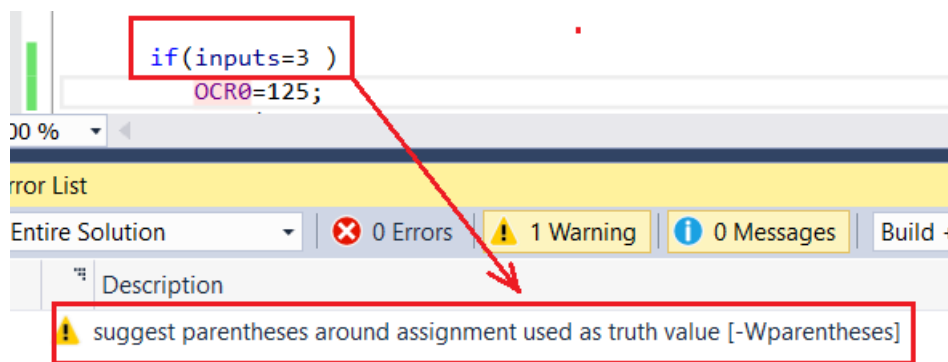 if(inputs=3 )
OCR0=125;
00 %
rror List
Entire Solution
0 Errors
1 Warning
0 Messages
Build +
Description
suggest parentheses around assignment used as truth value [-Wparentheses]